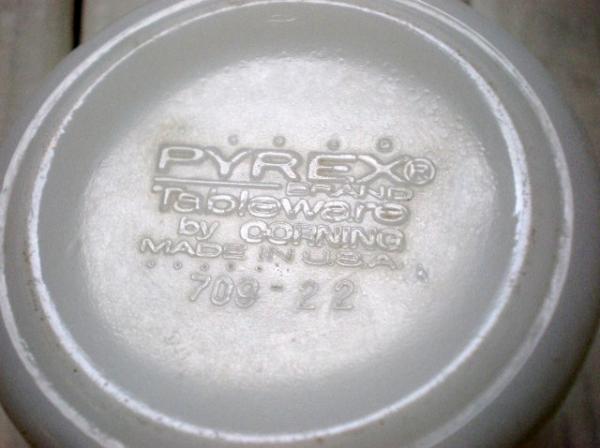 PYREX®
BRAND
Tableware
by CORNING
MADE IN U.S.A.
709-22